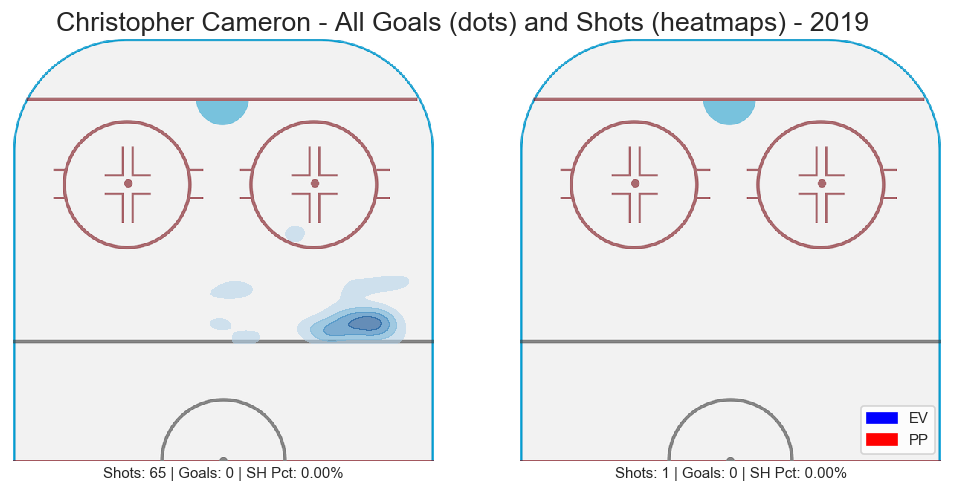 Christopher Cameron - All Goals (dots) and Shots (heatmaps) - 2019
EV
PP
Shots: 65 | Goals: 0 | SH Pct: 0.00%
Shots: 1 | Goals: 0 | SH Pct: 0.00%